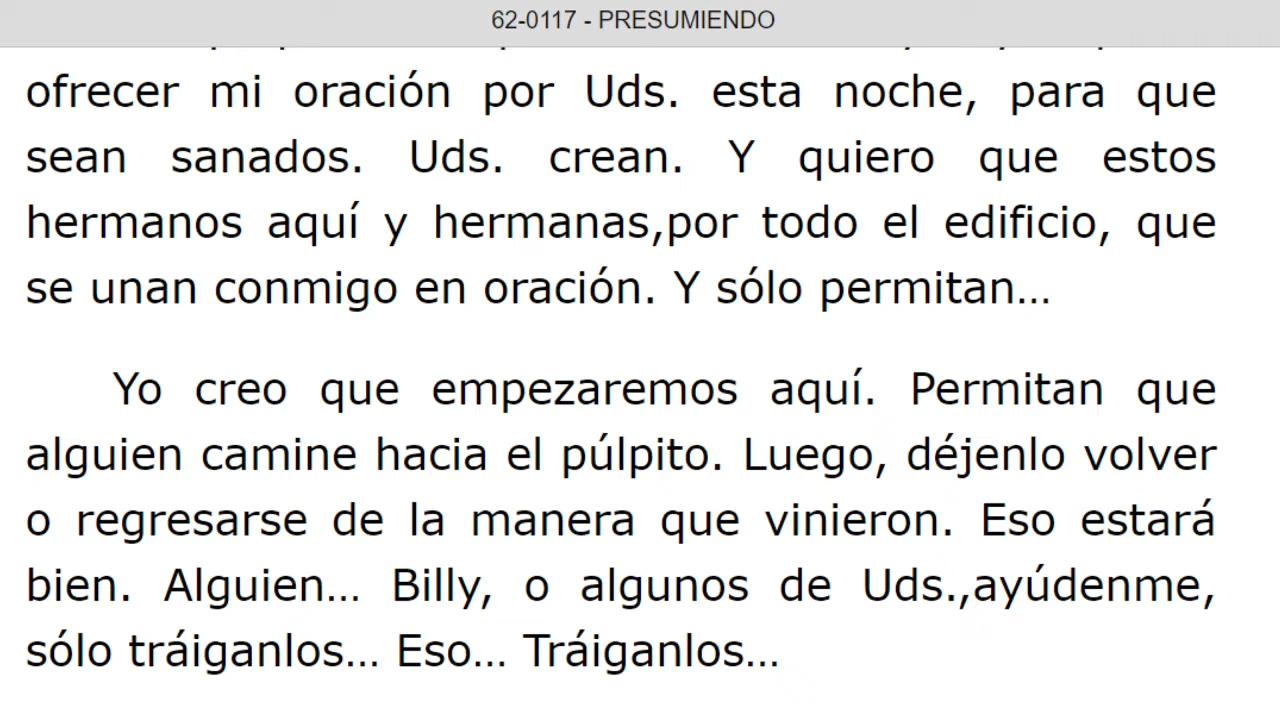 62-0117 - PRESUMIENDO
ofrecer mi oración por Uds. esta noche, para que
sean sanados. Uds. crean. Y quiero que estos
hermanos aquí y hermanas,por todo el edificio, que
se unan conmigo en oración. Y sólo permitan...
Yo creo que empezaremos aquí. Permitan que
alguien camine hacia el púlpito. Luego, déjenlo volver
o regresarse de la manera que vinieron. Eso estará
bien. Alguien... Billy, o algunos de Uds.,ayúdenme,
sólo tráiganlos... Eso... Tráiganlos...